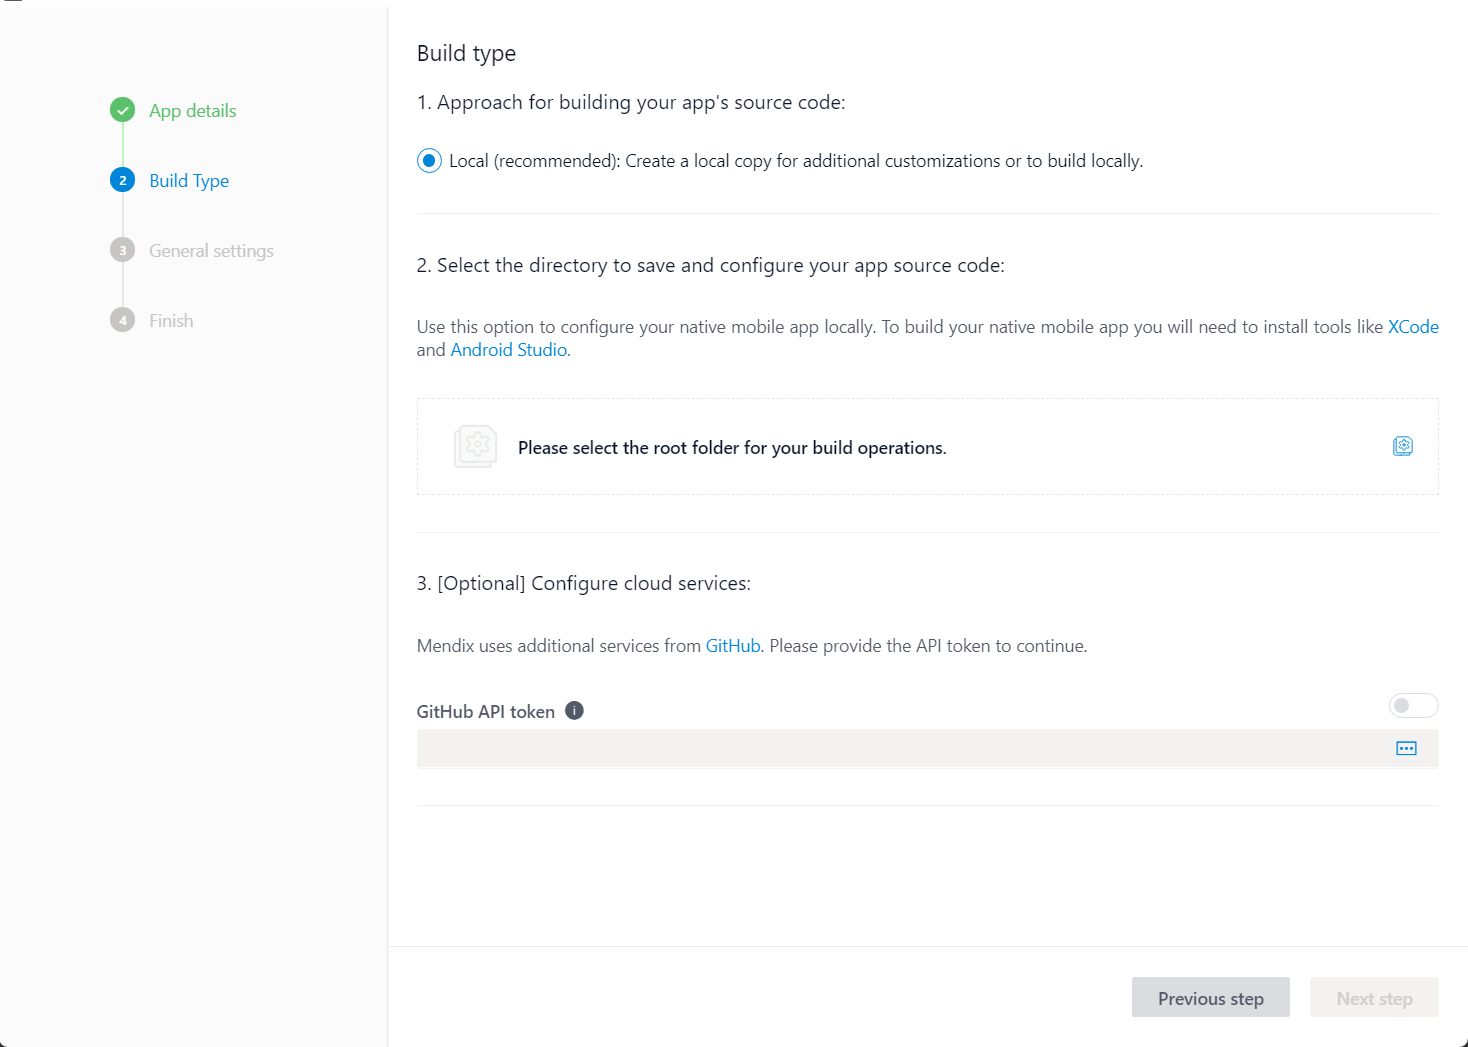 App details
2 Build Type
3 General settings
4 Finish
Build type
1. Approach for building your app's source code:
Local (recommended): Create a local copy for additional customizations or to build locally.
2. Select the directory to save and configure your app source code:
Use this option to configure your native mobile app locally. To build your native mobile app you will need to install tools like XCode
and Android Studio.
Please select the root folder for your build operations.
3. [Optional] Configure cloud services:
Mendix uses additional services from GitHub. Please provide the API token to continue.
GitHub API token i
Previous step
Next step